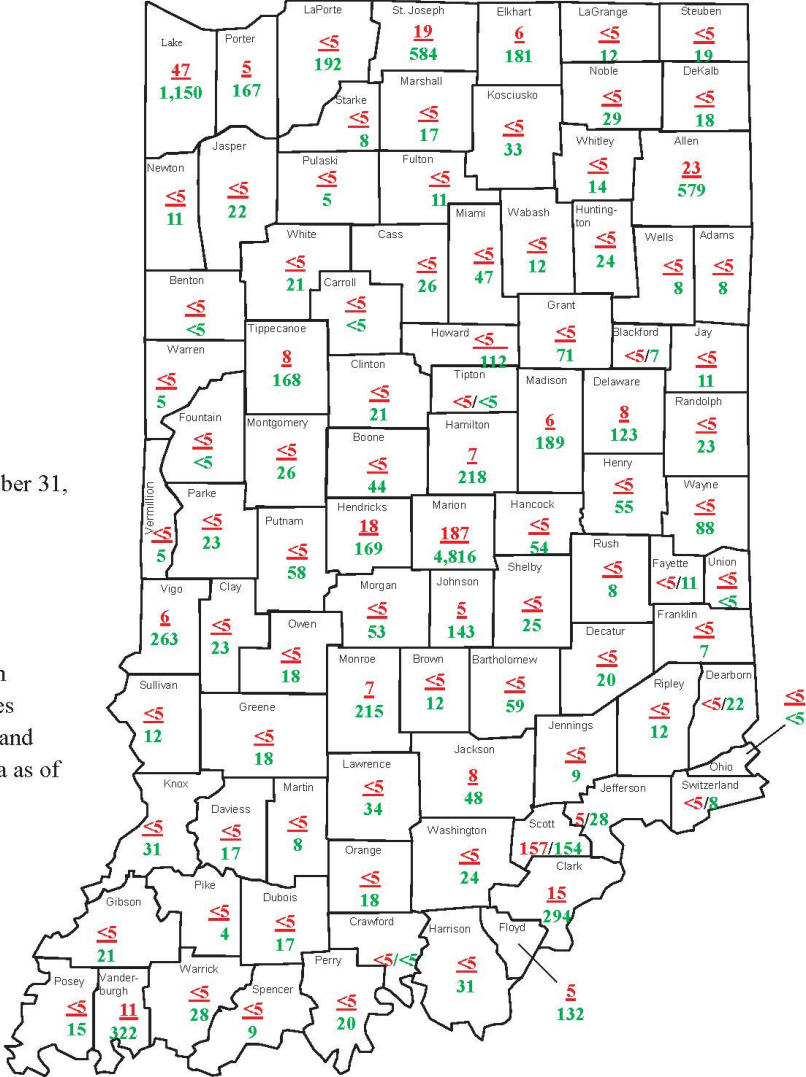 LaPorte
<5
192
St. Joseph
19
584
Elkhart
6
181
LaGrange
<5
12
Steuben
<5
19
Lake
47
1,150
Porter
5
167
Starke
<5
8
Marshall
<5
17
Kosciusko
<5
33
Noble
<5
29
DeKalb
<5
18
Newton
<5
11
Jasper
<5
22
Pulaski
<5
5
Fulton
<5
11
Whitley
<5
14
Allen
23
579
White
<5
21
Cass
<5
26
Miami
<5
47
Wabash
<5
12
Hunting-
ton
<5
24
Wells
<5
8
Adams
<5
8
Benton
<5
<5
Carroll
<5
<5
Grant
<5
71
Tippecanoe
8
168
Howard
<5
112
Blackford
<5/7
Jay
<5
11
Warren
<5
5
Clinton
<5
21
Tipton
<5/<5
Madison
6
189
Delaware
8
123
Randolph
<5
23
Fountain
<5
<5
Montgomery
<5
26
Boone
<5
44
Hamilton
7
218
Henry
<5
55
Wayne
<5
88
ber 31,
Vermillion
<5
5
Parke
<5
23
Putnam
<5
58
Hendricks
18
169
Marion
187
4,816
Hancock
<5
54
Rush
<5
8
Fayette
<5/11
Union
<5
<5
Vigo
6
263
Clay
<5
23
Owen
<5
18
Morgan
<5
53
Johnson
5
143
Shelby
<5
25
Decatur
<5
20
Franklin
<5
7
n
es
and
a as of
Sullivan
<5
12
Greene
<5
18
Monroe
7
215
Brown
<5
12
Bartholomew
<5
59
Ripley
<5
12
Dearborn
<5/22
<5
<5
Ohio
Jennings
<5
9
Jackson
8
48
Lawrence
<5
34
Knox
<5
31
Daviess
<5
17
Martin
<5
8
Jefferson
5/28
Switzerland
<5/8
Scott
157/154
Washington
<5
24
Orange
<5
18
Clark
15
294
Gibson
<5
21
Pike
<5
4
Dubois
<5
17
Crawford
<5/<5
Harrison
<5
31
Floyd
5
132
Posey
<5
15
Vander-
burgh
11
322
Warrick
<5
28
Spencer
<5
9
Perry
<5
20